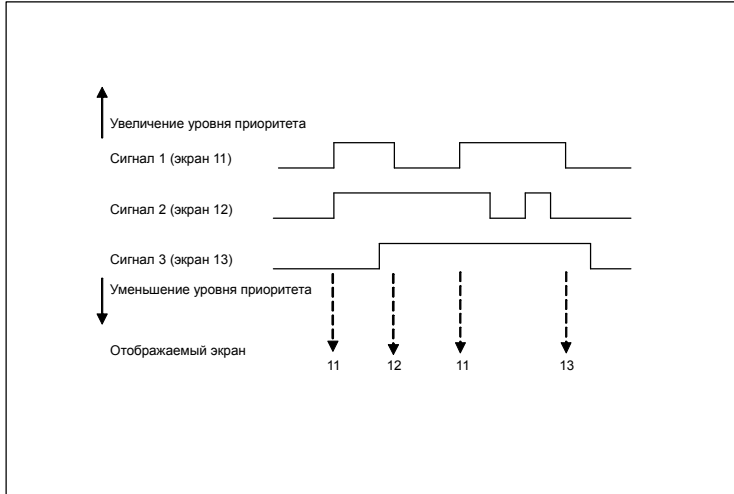 Увеличение уровня приоритета
Сигнал 1 (экран 11)
Сигнал 2 (экран 12)
Сигнал 3 (экран 13)
Уменьшение уровня приоритета
Отображаемый экран
11 12 11 13